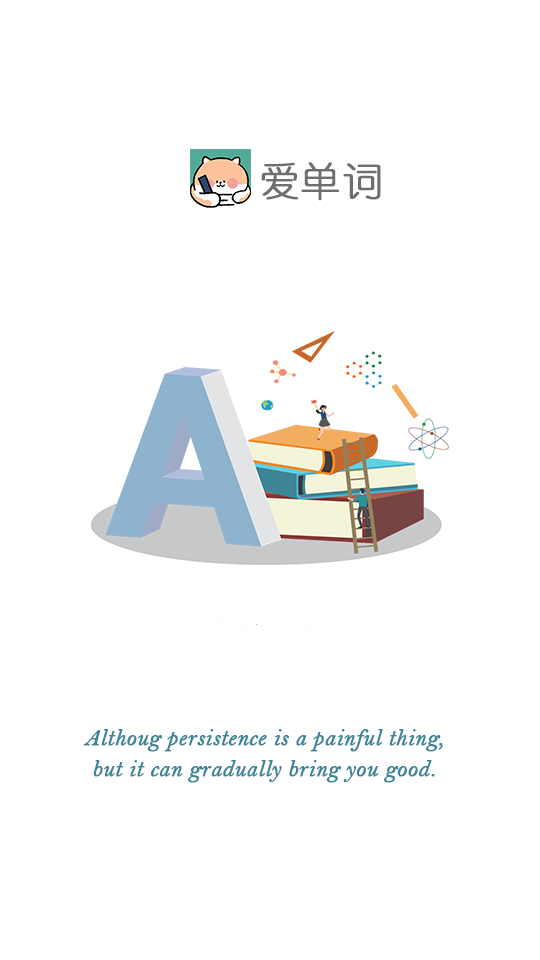 爱单词
A
Althoug persistence is a painful thing,
but it can gradually bring you good.